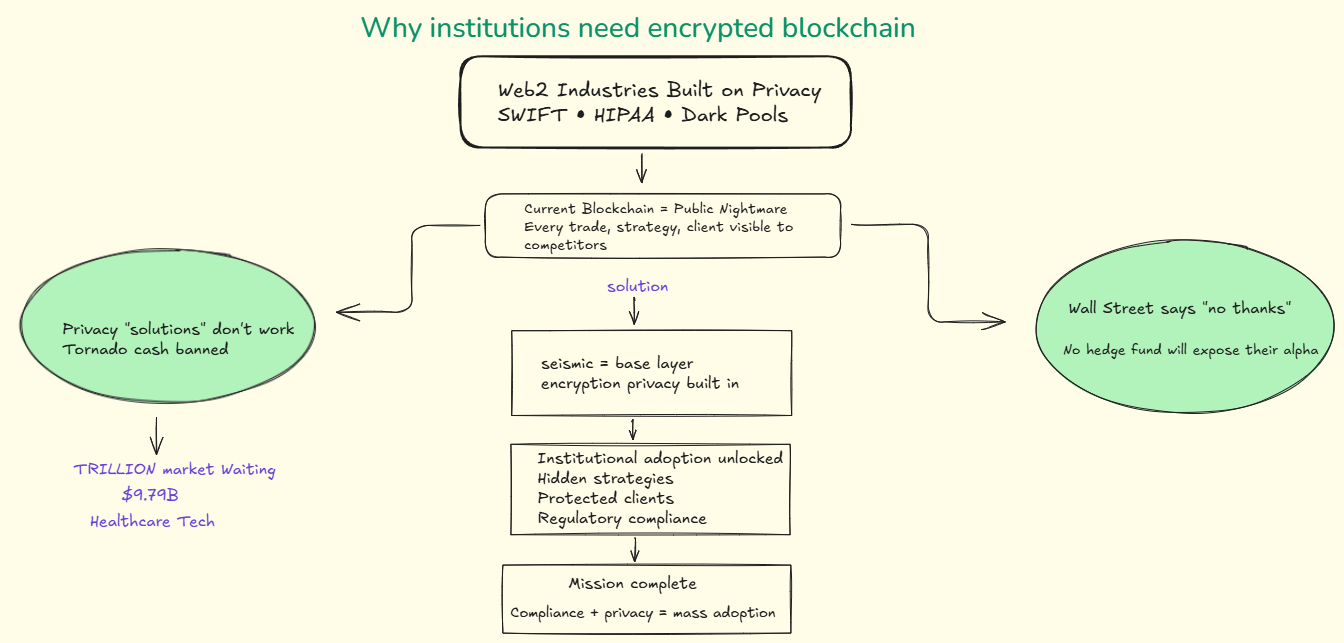 Why institutions need encrypted blockchain
Web2 Industries Built on Privacy
SWIFT • HIPAA • Dark Pools
Current Blockchain = Public Nightmare
Every trade, strategy, client visible to
competitors
Privacy "solutions" don't work
Tornado cash banned
TRILLION market Waiting
$9.79B
Healthcare Tech
solution
seismic = base layer
encryption privacy built in
Institutional adoption unlocked
Hidden strategies
Protected clients
Regulatory compliance
Mission complete
Compliance + privacy = mass adoption
Wall Street says "no thanks"
No hedge fund will expose their alpha